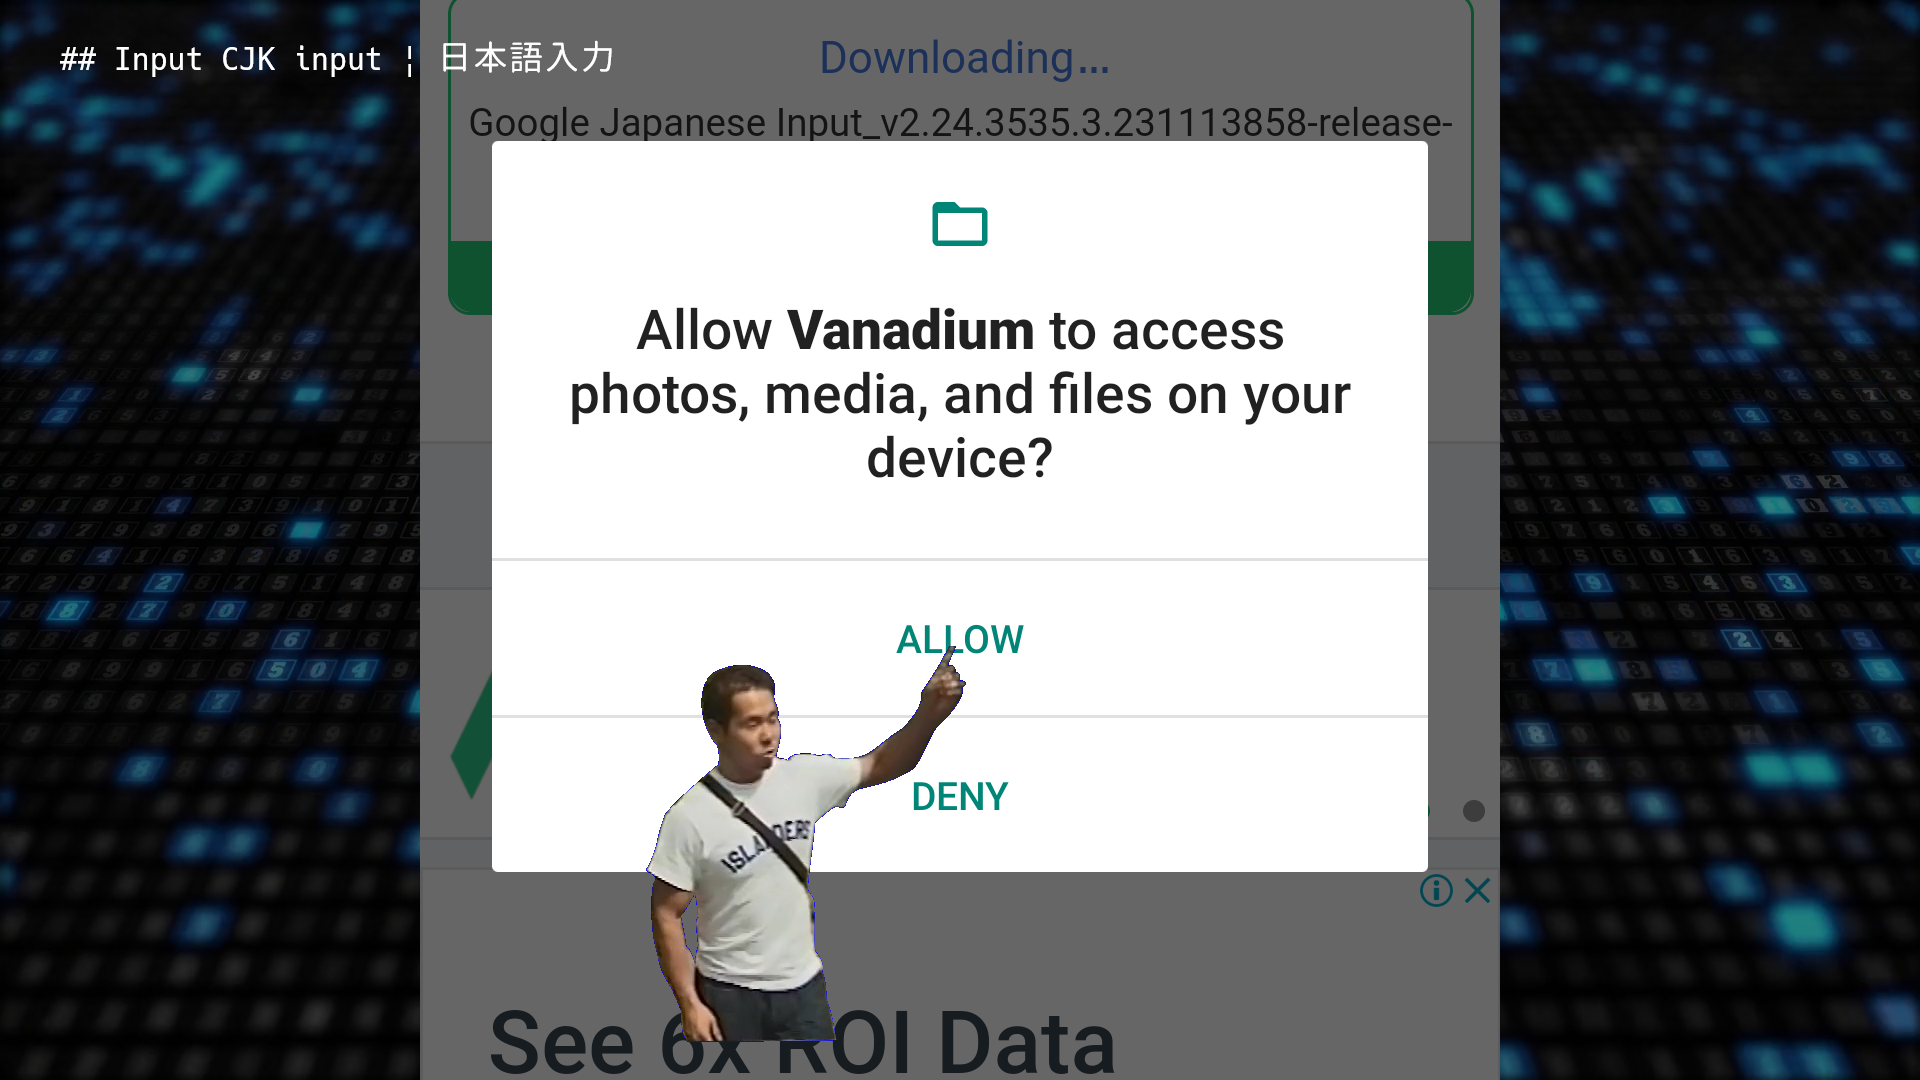 ## Input CJK input ¦ 日本語入力
Downloading...
Google Japanese Input_v2.24.3535.3.231113858-release-
Allow Vanadium to access
photos, media, and files on your
device?
ALLOW
DENY
ISLANDERS
See 6x ROI Data